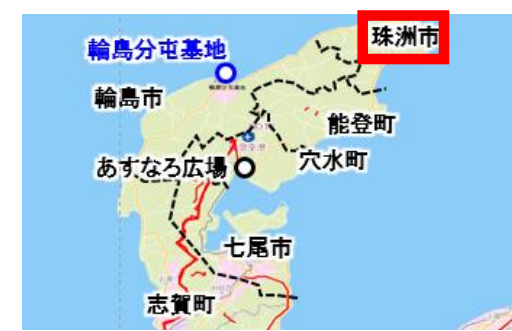 珠洲市
輪島分屯基地
輪島市
能登町
あすなろ広場
穴水町
七尾市
志賀町